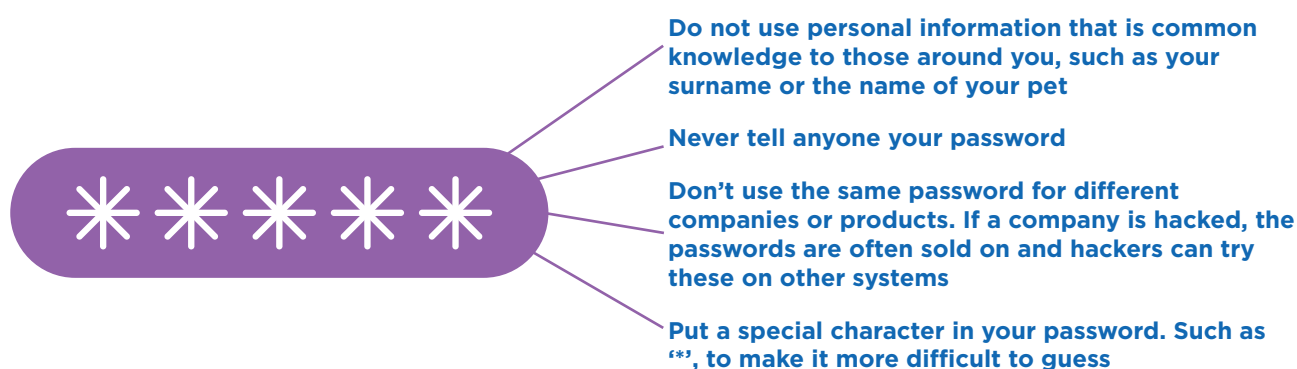 Do not use personal information that is common
knowledge to those around you, such as your
surname or the name of your pet
Never tell anyone your password
Don’t use the same password for different
companies or products. If a company is hacked, the
passwords are often sold on and hackers can try
these on other systems
Put a special character in your password. Such as
‘*’, to make it more difficult to guess